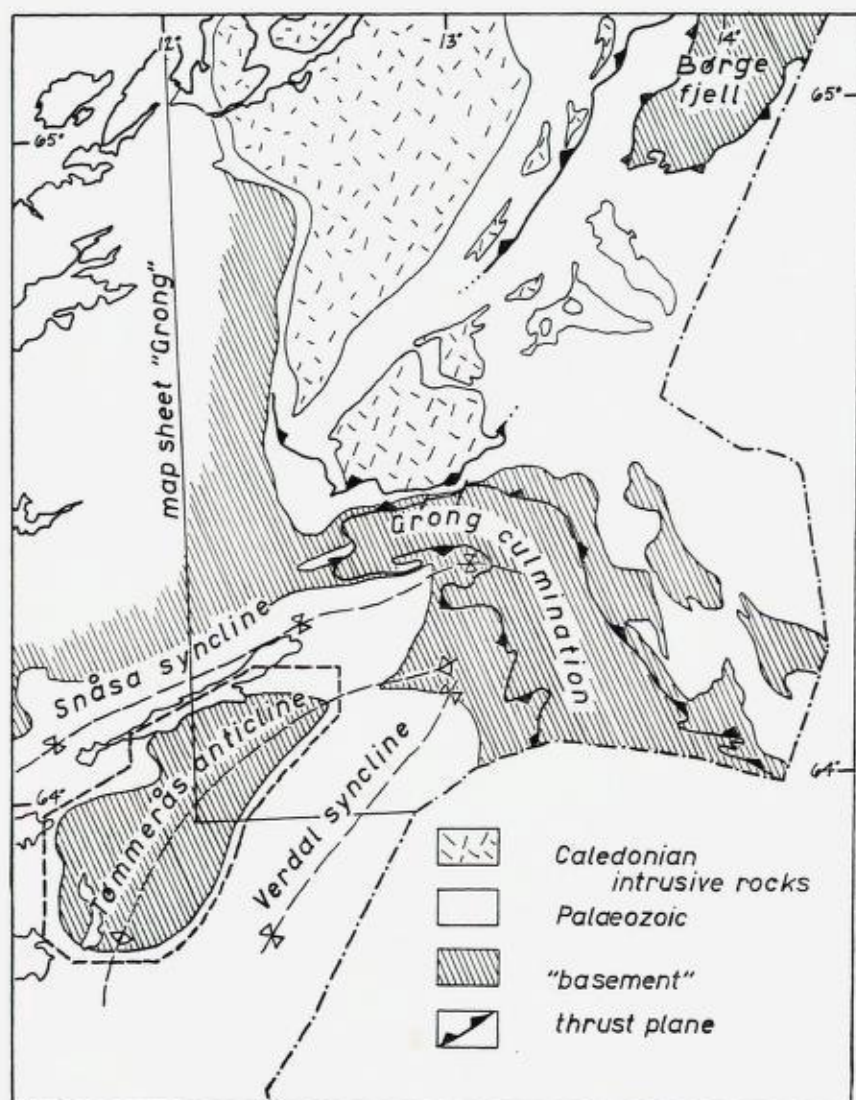 12°
13°
14°
Børge
fjell
65°
65°
map sheet "Grong"
Grong culmination
Snåsa syncline
Tømmerås anticline
Verdal syncline
64°
64°
Caledonian
intrusive rocks
Palæozoic
"basement"
thrust plane